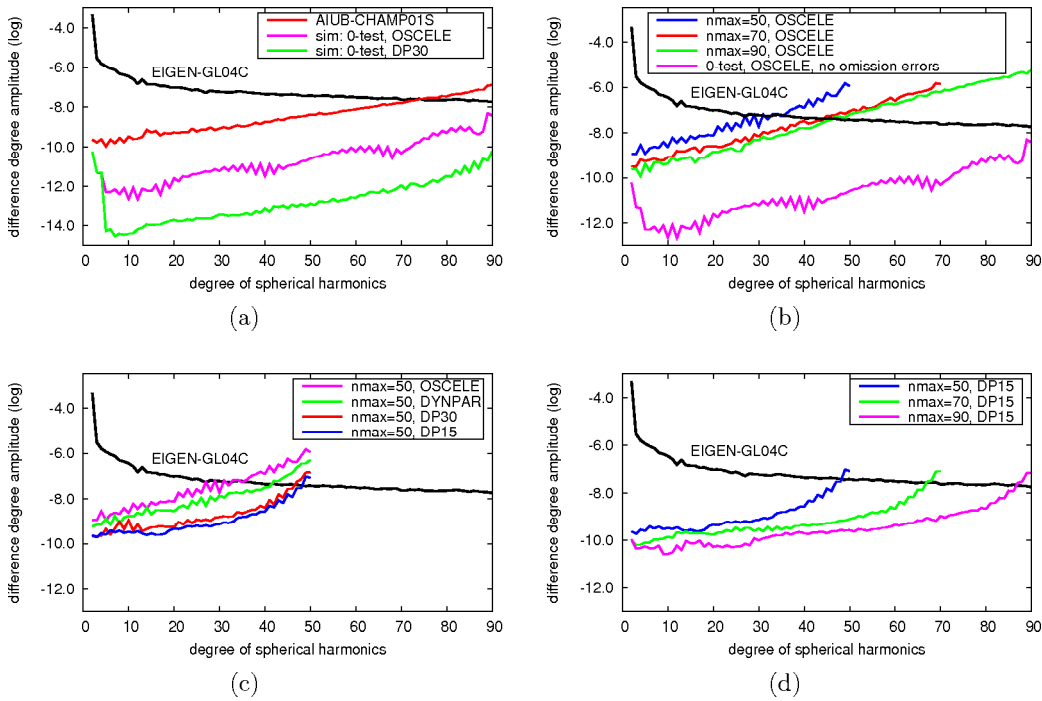 difference degree amplitude (log)
-4.0
-6.0
-8.0
-10.0
-12.0
-14.0
AIUB-CHAMP01S
sim: 0-test, OSCELE
sim: 0-test, DP30
EIGEN-GL04C
0 10 20 30 40 50 60 70 80 90
degree of spherical harmonics
(a)
difference degree amplitude (log)
-4.0
-6.0
-8.0
-10.0
-12.0
nmax=50, OSCELE
nmax=70, OSCELE
nmax=90, OSCELE
0-test, OSCELE, no omission errors
EIGEN-GL04C
0 10 20 30 40 50 60 70 80 90
degree of spherical harmonics
(b)
difference degree amplitude (log)
-4.0
-6.0
-8.0
-10.0
-12.0
nmax=50, OSCELE
nmax=50, DYNPAR
nmax=50, DP30
nmax=50, DP15
EIGEN-GL04C
0 10 20 30 40 50 60 70 80 90
degree of spherical harmonics
(c)
difference degree amplitude (log)
-4.0
-6.0
-8.0
-10.0
-12.0
nmax=50, DP15
nmax=70, DP15
nmax=90, DP15
EIGEN-GL04C
0 10 20 30 40 50 60 70 80 90
degree of spherical harmonics
(d)